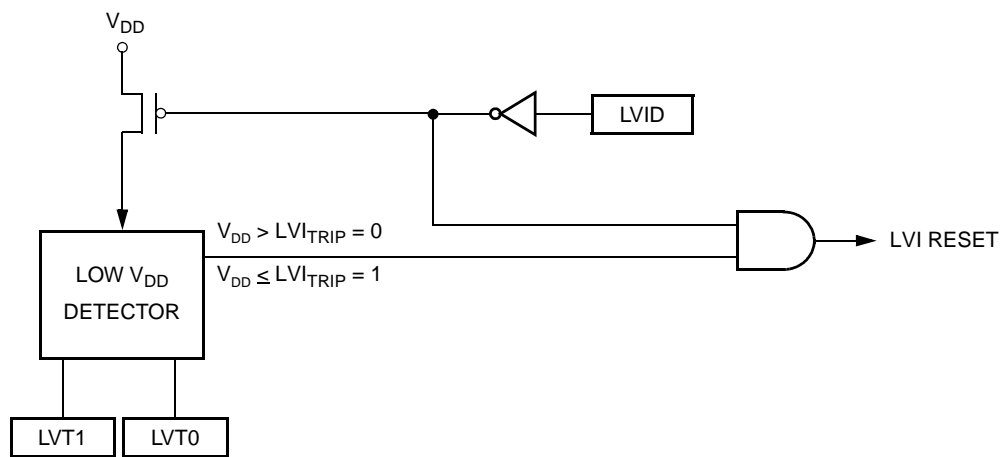 VDD
LVID
VDD > LVITRIP = 0
LVI RESET
LOW VDD
DETECTOR
VDD ≤ LVITRIP = 1
LVT1
LVT0